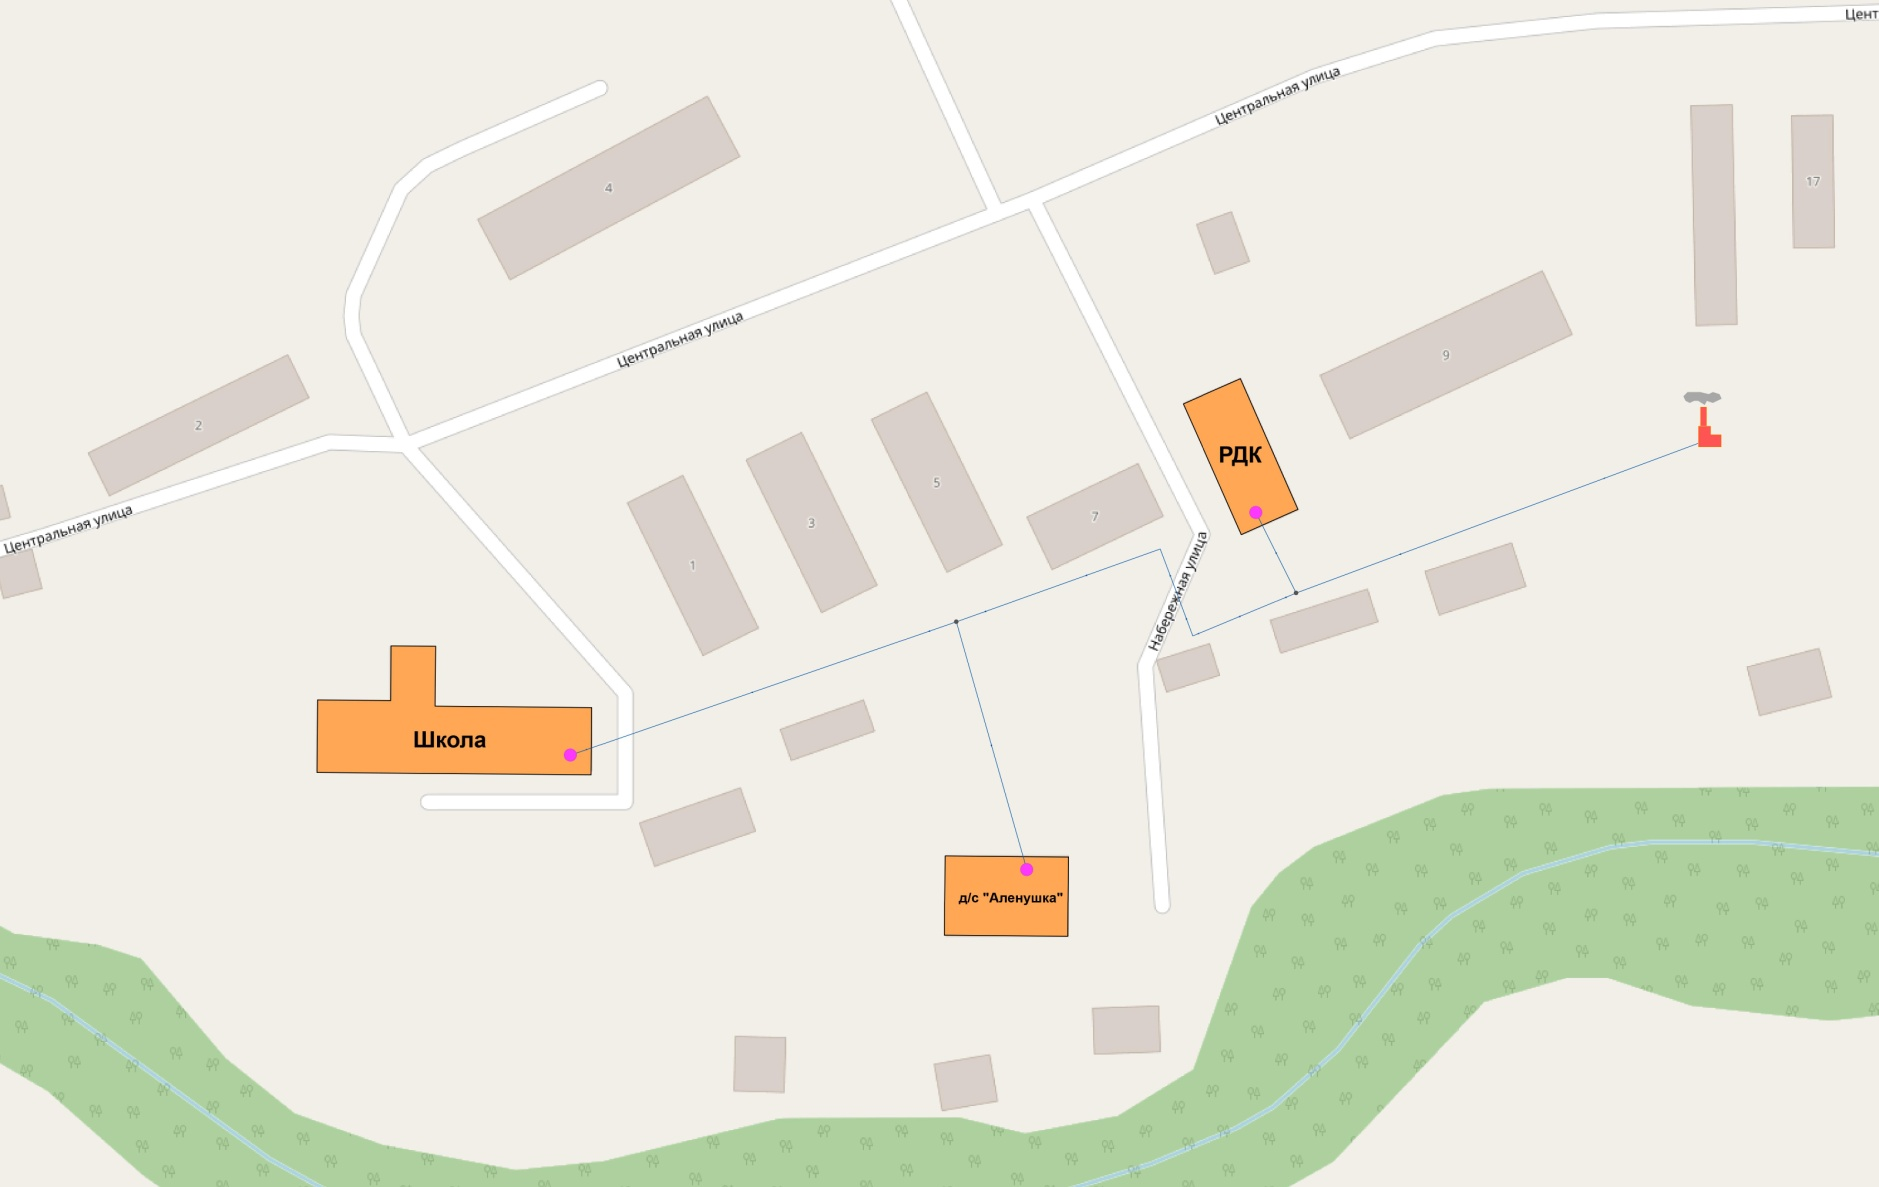 Цент
Центральная улица
17
4
Центральная улица
9
2
РДК
5
3
7
Центральная улица
1
Набережная улица
Школа
д/с "Аленушка"